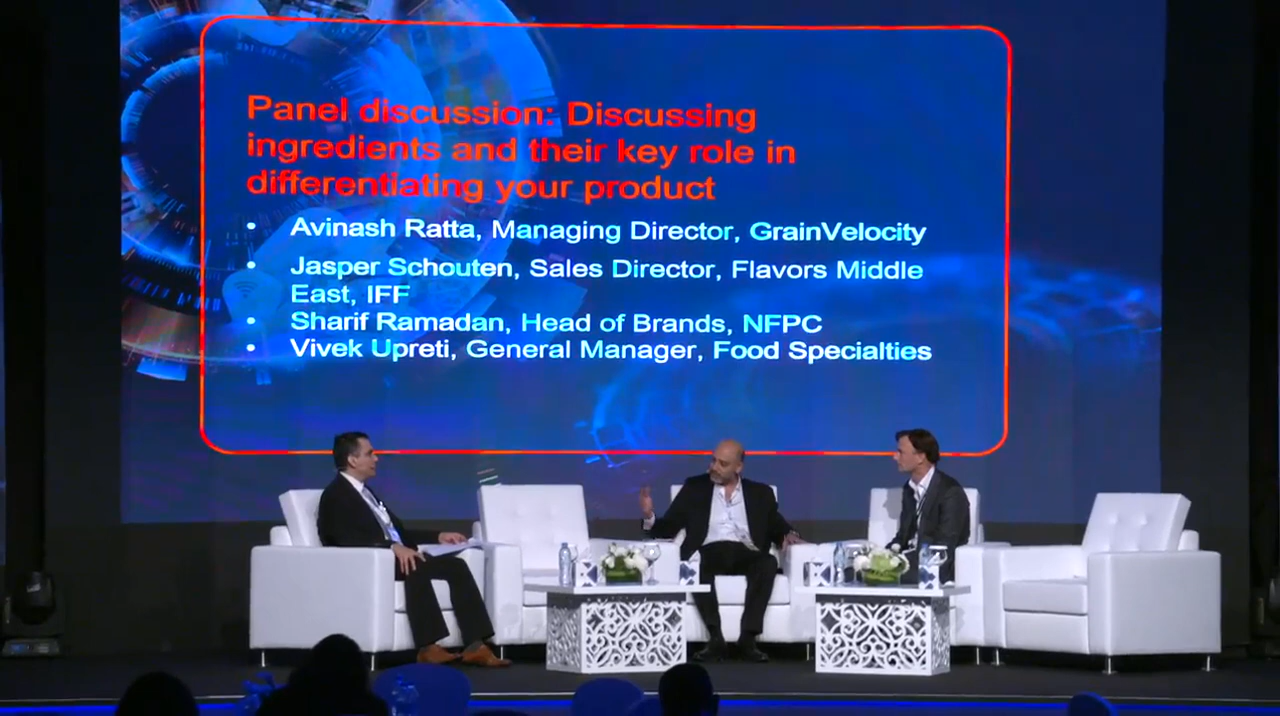 Panel discussion: Discussing
ingredients and their key role in
differentiating your product
• Avinash Ratta, Managing Director, GrainVelocity
• Jasper Schouten, Sales Director, Flavors Middle
East, IFF
• Sharif Ramadan, Head of Brands, NFPC
• Vivek Upreti, General Manager, Food Specialties